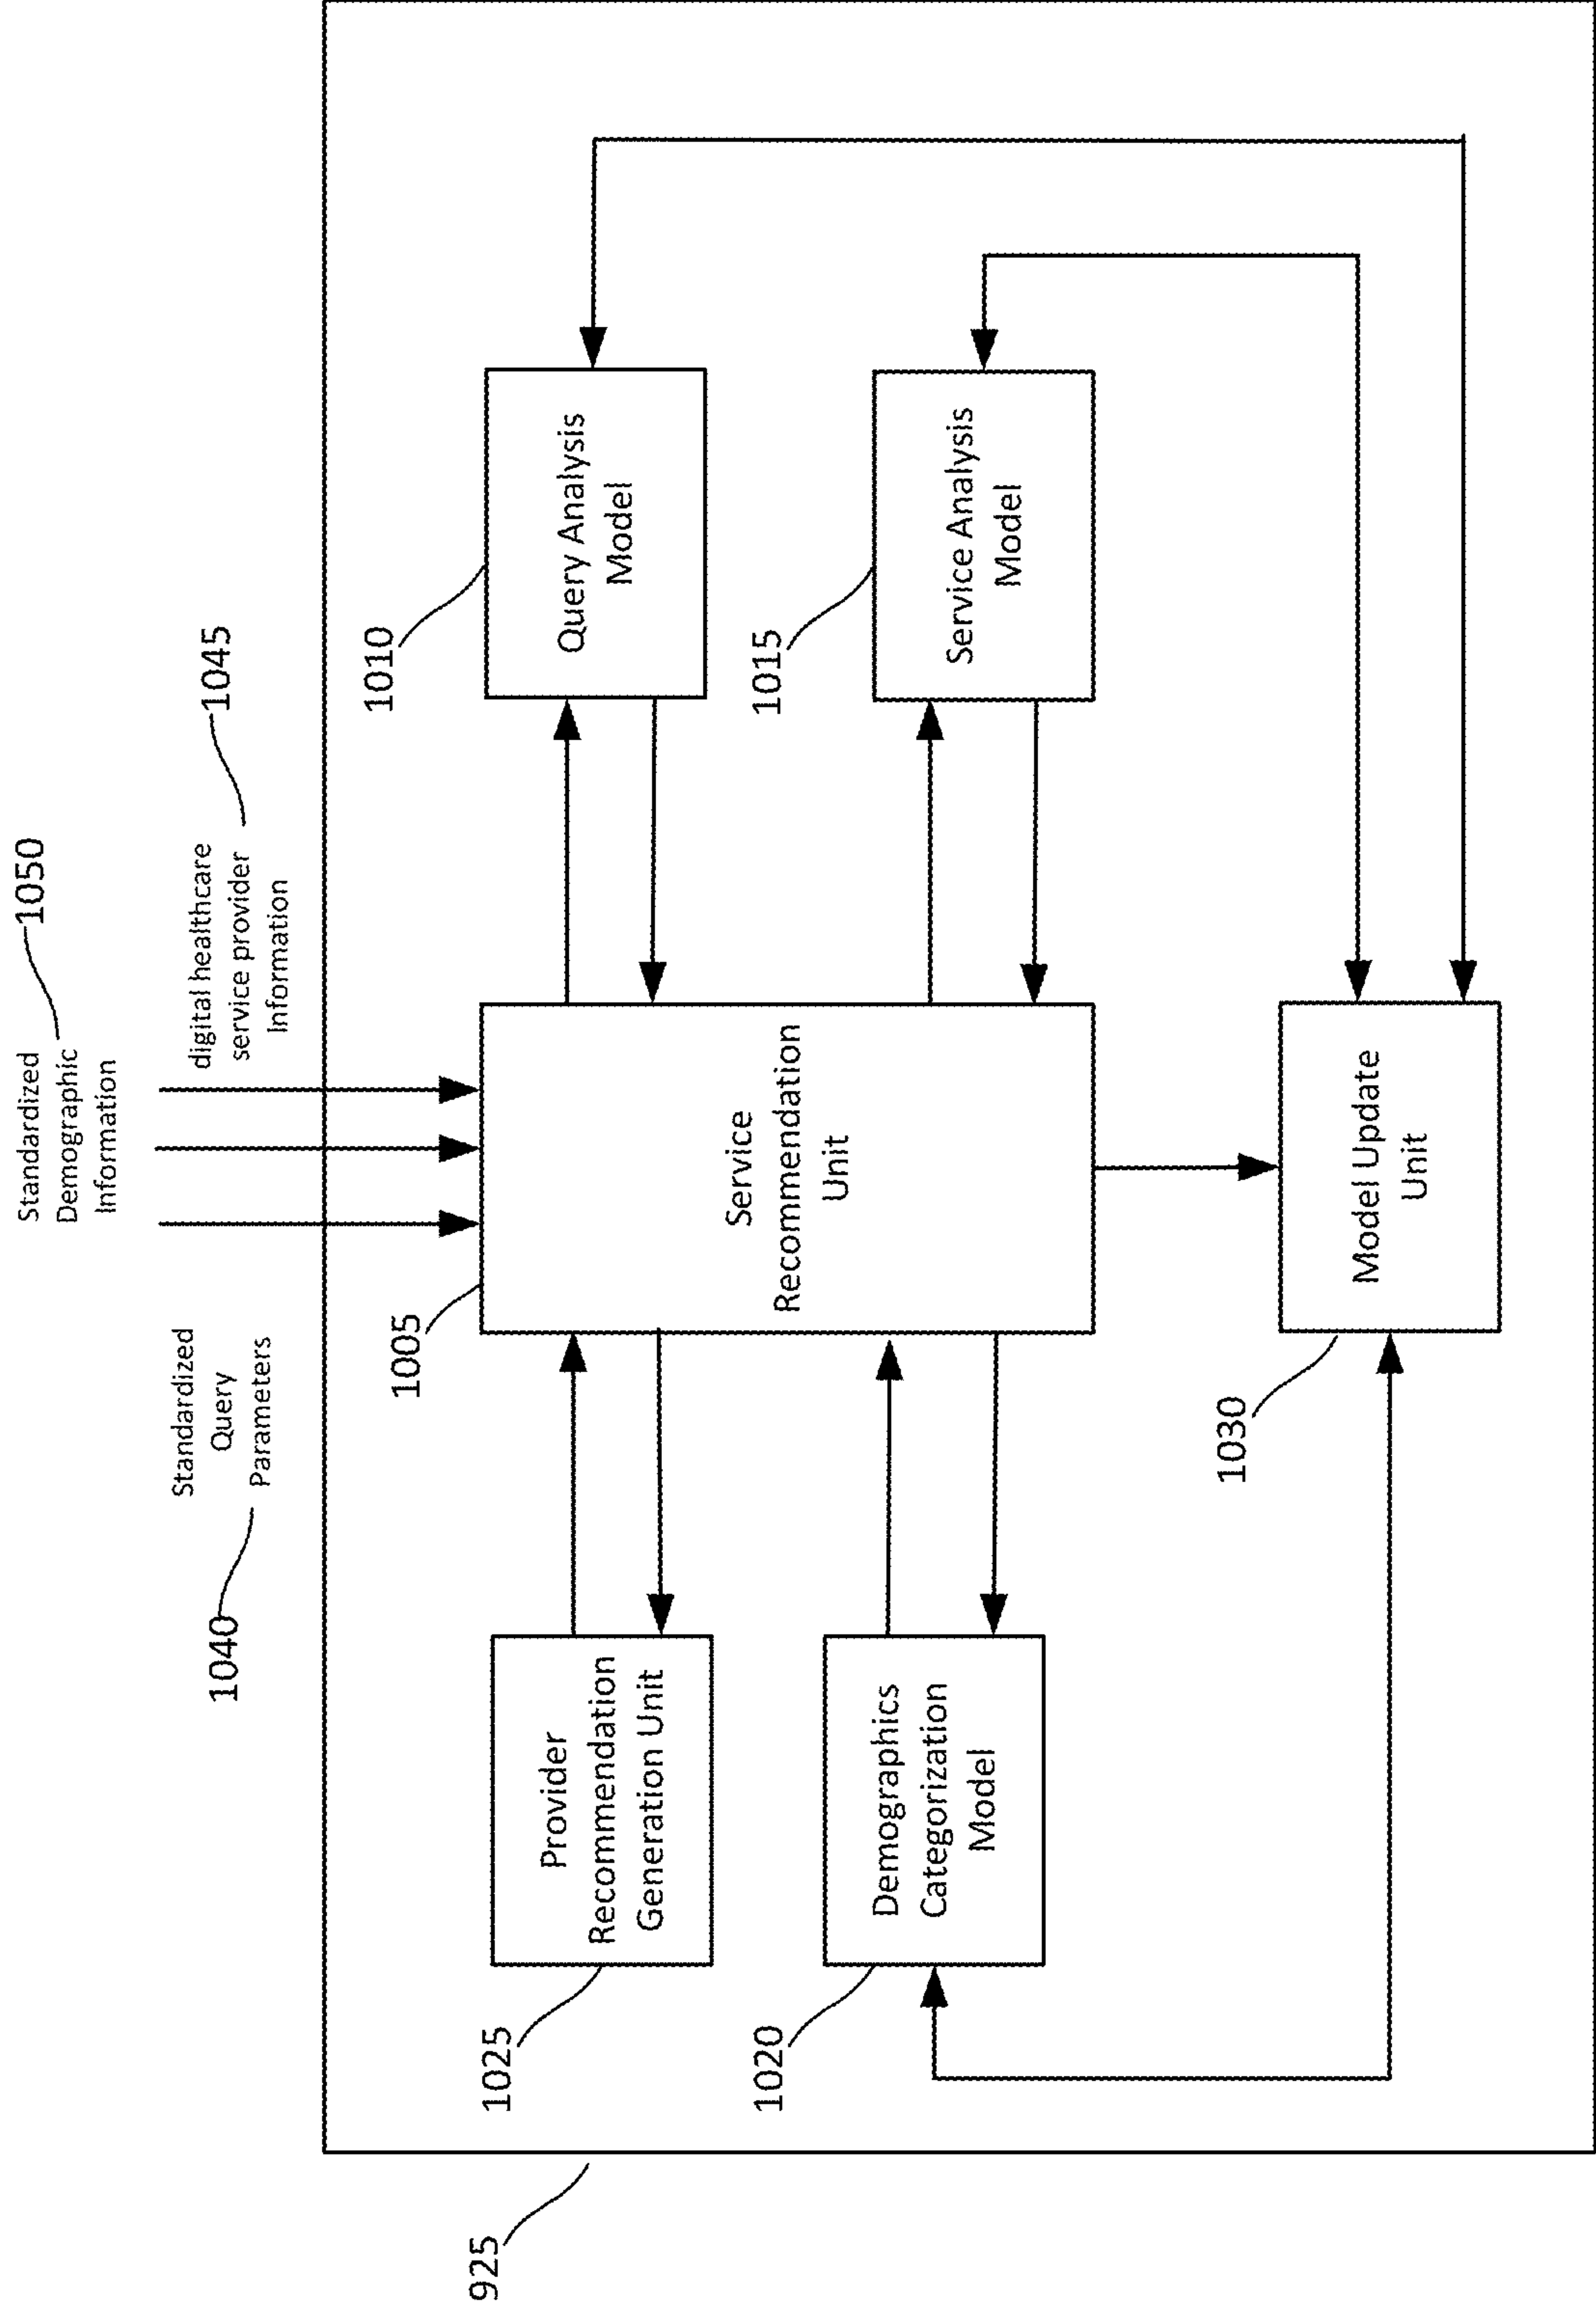 Standardized
Demographic
Information
1050
1040
Standardized
Query
Parameters
digital healthcare
service provider
Information
1045
925
1025
Provider
Recommendation
Generation Unit
1005
Service
Recommendation
Unit
1010
Query Analysis
Model
1020
Demographics
Categorization
Model
1015
Service Analysis
Model
1030
Model Update
Unit